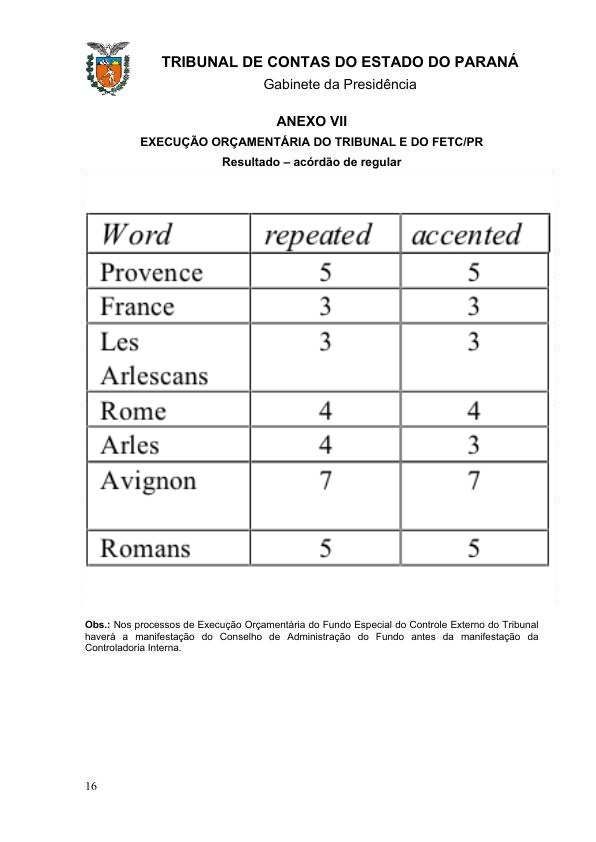 TRIBUNAL DE CONTAS DO ESTADO DO PARANÁ
Gabinete da Presidência
ANEXO VII
EXECUÇÃO ORÇAMENTÁRIA DO TRIBUNAL E DO FETC/PR
Resultado – acórdão de regular
Word repeated accented
Provence 5 5
France 3 3
Les 3 3
Arlescans
Rome 4 4
Arles 4 3
Avignon 7 7
Romans 5 5
Obs.: Nos processos de Execução Orçamentária do Fundo Especial do Controle Externo do Tribunal
haverá a manifestação do Conselho de Administração do Fundo antes da manifestação da
Controladoria Interna.
16